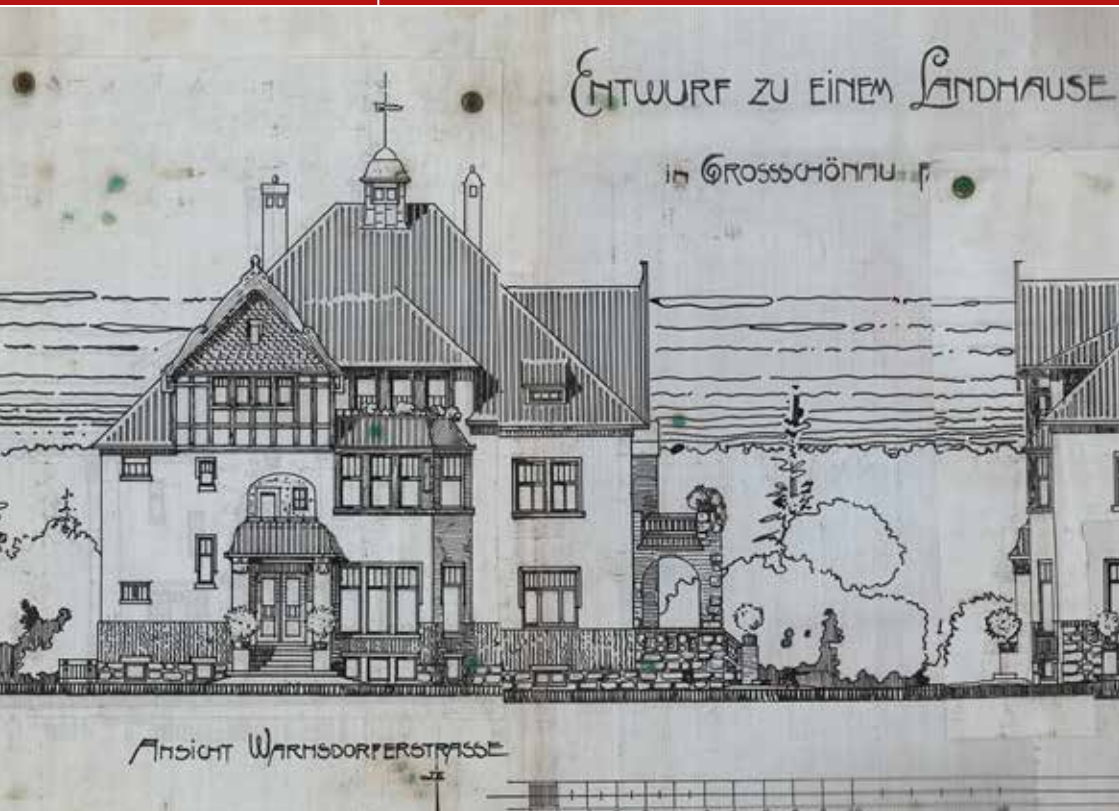 ENTWURF ZU EINEM LANDHAUSE
in GROSSSCHÖNAU
ANSICHT WARNSDORFERSTRASSE